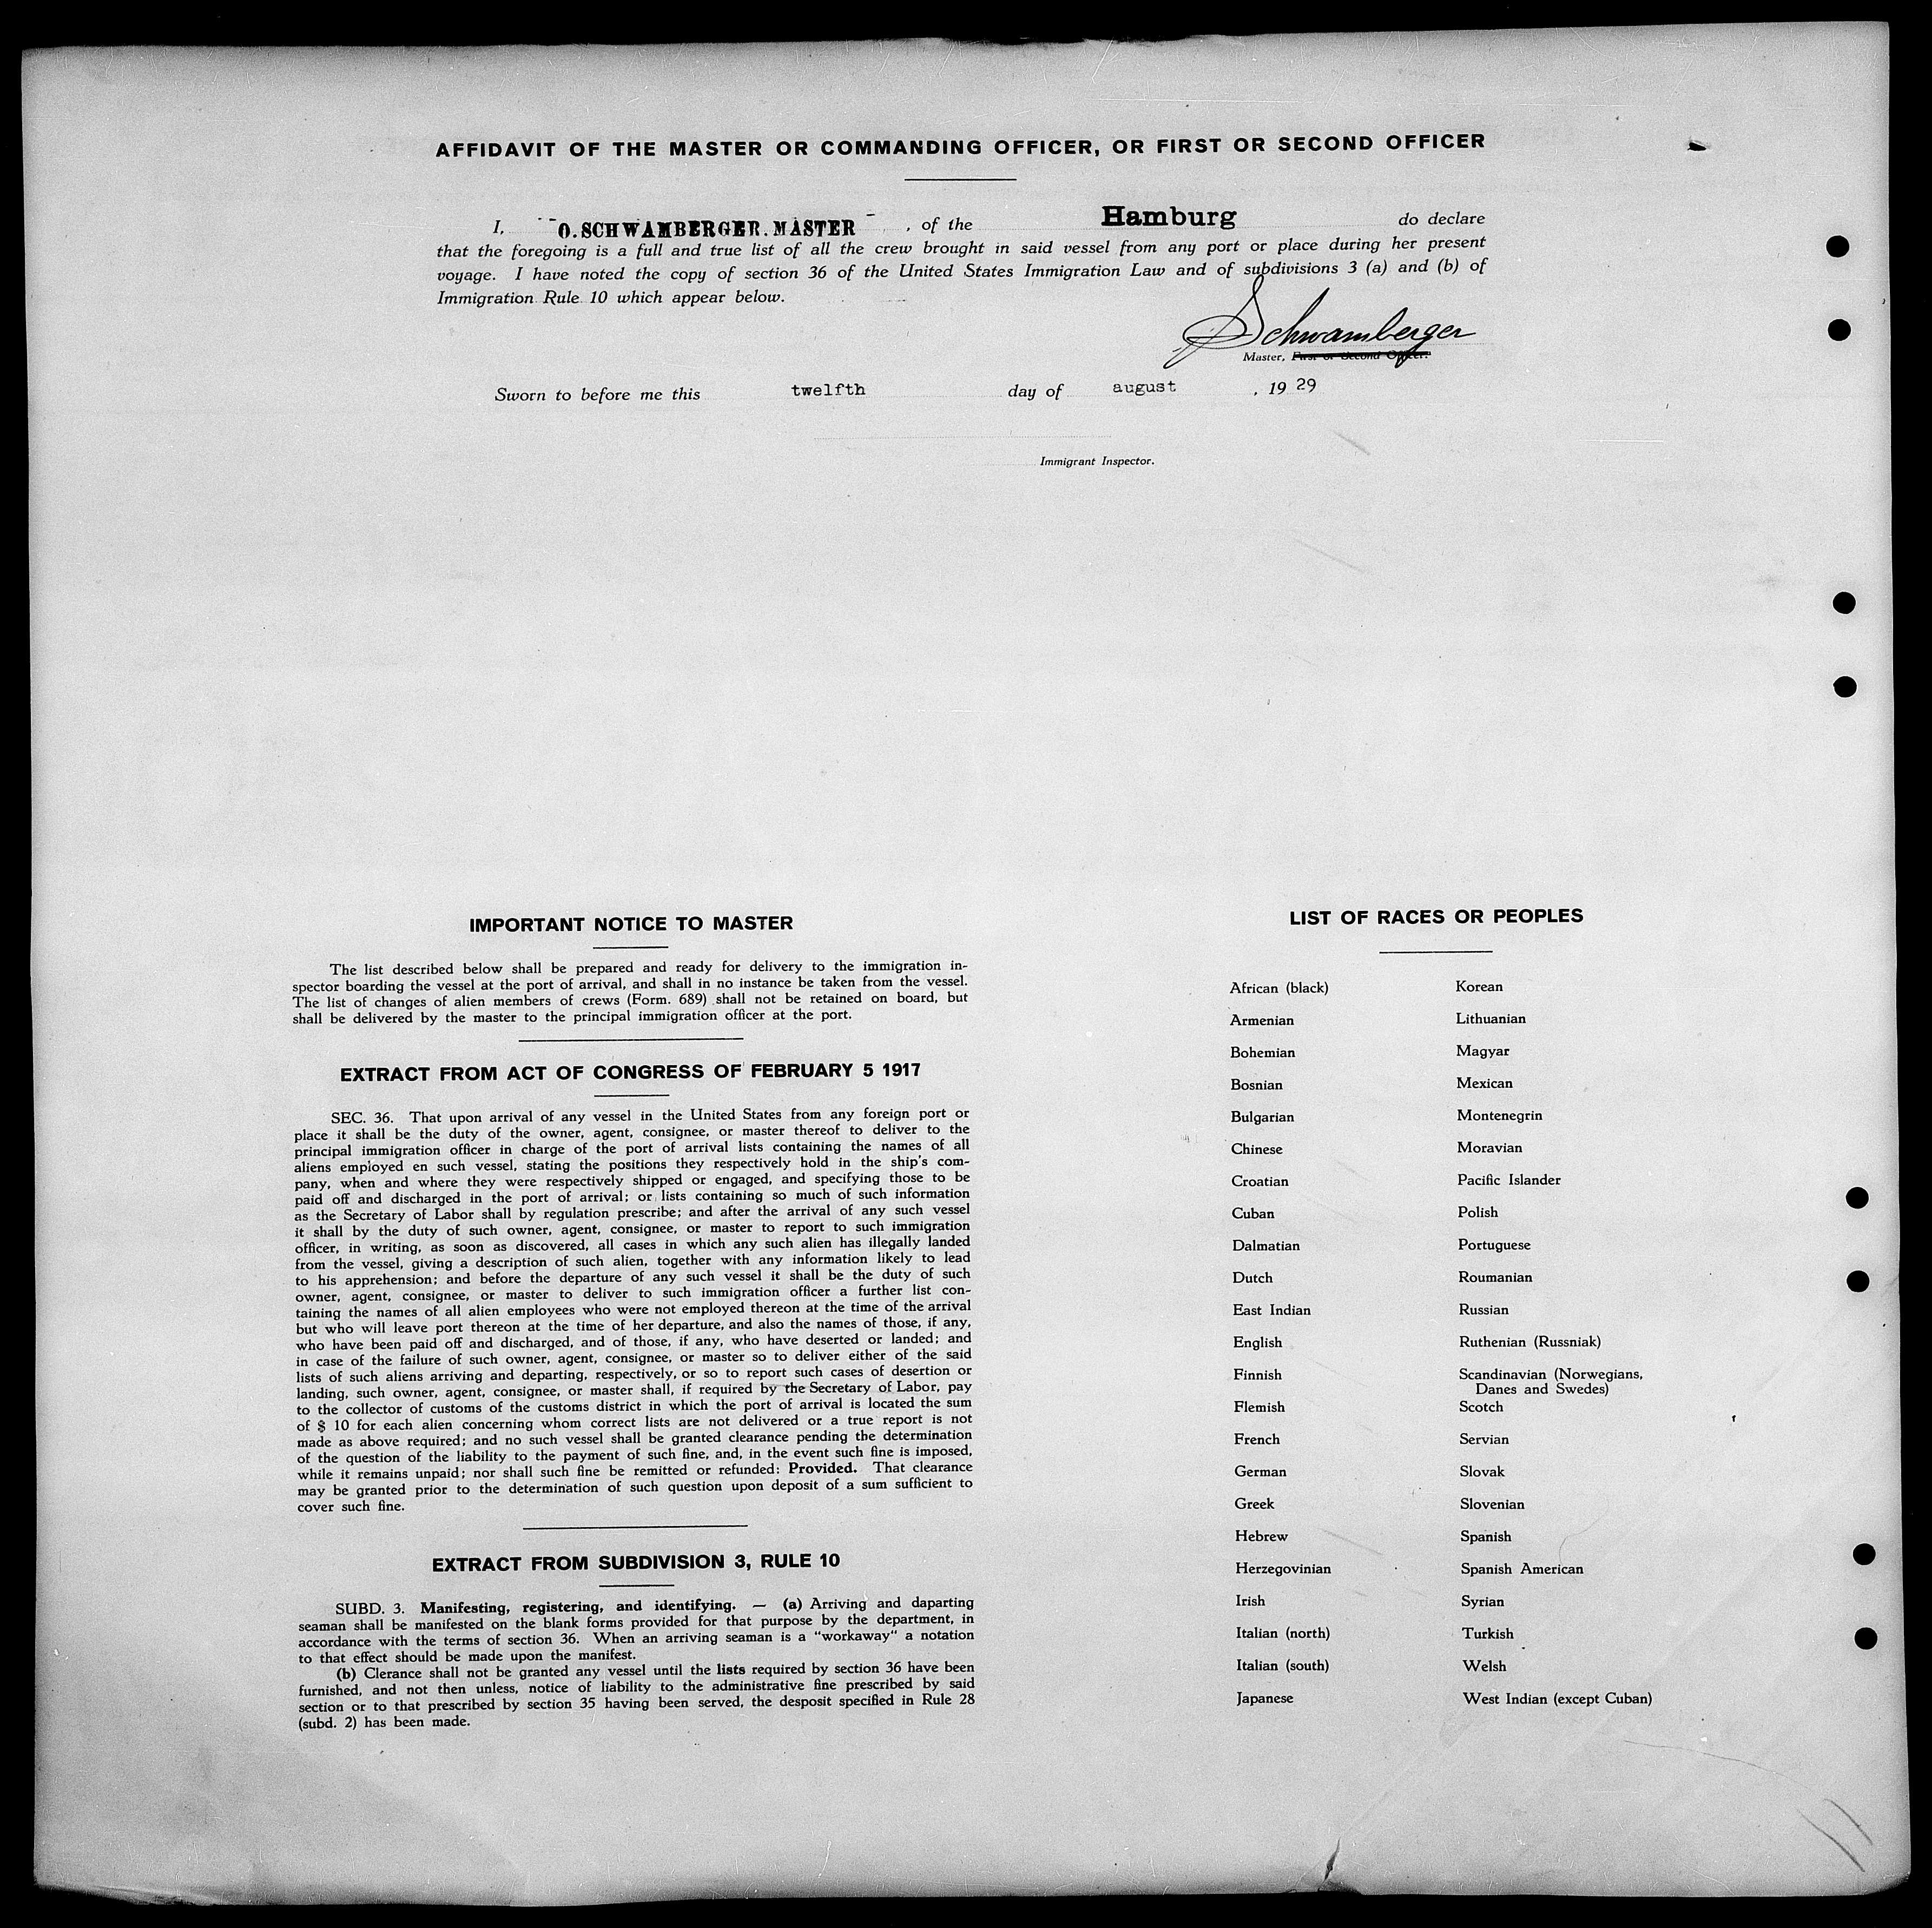 AFFIDAVIT OF THE MASTER OR COMMANDING OFFICER, OR FIRST OR SECOND OFFICER
I, O. SCHWAMBERGER. MASTER, of the Hamburg do declare
that the foregoing is a full and true list of all the crew brought in said vessel from any port or place during her present
voyage. I have noted the copy of section 36 of the United States Immigration Law and of subdivisions 3 (a) and (b) of
Immigration Rule 10 which appear below.
Schwamberger
Master, First or Second Officer.
Sworn to before me this twelfth day of august, 19 29
Immigrant Inspector.
IMPORTANT NOTICE TO MASTER
The list described below shall be prepared and ready for delivery to the immigration in-
spector boarding the vessel at the port of arrival, and shall in no instance be taken from the vessel.
The list of changes of alien members of crews (Form. 689) shall not be retained on board, but
shall be delivered by the master to the principal immigration officer at the port.
EXTRACT FROM ACT OF CONGRESS OF FEBRUARY 5 1917
SEC. 36. That upon arrival of any vessel in the United States from any foreign port or
place it shall be the duty of the owner, agent, consignee, or master thereof to deliver to the
principal immigration officer in charge of the port of arrival lists containing the names of all
aliens employed en such vessel, stating the positions they respectively hold in the ship's com-
pany, when and where they were respectively shipped or engaged, and specifying those to be
paid off and discharged in the port of arrival; or lists containing so much of such information
as the Secretary of Labor shall by regulation prescribe; and after the arrival of any such vessel
it shall by the duty of such owner, agent, consignee, or master to report to such immigration
officer, in writing, as soon as discovered, all cases in which any such alien has illegally landed
from the vessel, giving a description of such alien, together with any information likely to lead
to his apprehension; and before the departure of any such vessel it shall be the duty of such
owner, agent, consignee, or master to deliver to such immigration officer a further list con-
taining the names of all alien employees who were not employed thereon at the time of the arrival
but who will leave port thereon at the time of her departure, and also the names of those, if any,
who have been paid off and discharged, and of those, if any, who have deserted or landed; and
in case of the failure of such owner, agent, consignee, or master so to deliver either of the said
lists of such aliens arriving and departing, respectively, or so to report such cases of desertion or
landing, such owner, agent, consignee, or master shall, if required by the Secretary of Labor, pay
to the collector of customs of the customs district in which the port of arrival is located the sum
of $ 10 for each alien concerning whom correct lists are not delivered or a true report is not
made as above required; and no such vessel shall be granted clearance pending the determination
of the question of the liability to the payment of such fine, and, in the event such fine is imposed,
while it remains unpaid; nor shall such fine be remitted or refunded: Provided. That clearance
may be granted prior to the determination of such question upon deposit of a sum sufficient to
cover such fine.
EXTRACT FROM SUBDIVISION 3, RULE 10
SUBD. 3. Manifesting, registering, and identifying. — (a) Arriving and daparting
seaman shall be manifested on the blank forms provided for that purpose by the department, in
accordance with the terms of section 36. When an arriving seaman is a "workaway" a notation
to that effect should be made upon the manifest.
(b) Clerance shall not be granted any vessel until the lists required by section 36 have been
furnished, and not then unless, notice of liability to the administrative fine prescribed by said
section or to that prescribed by section 35 having been served, the desposit specified in Rule 28
(subd. 2) has been made.
LIST OF RACES OR PEOPLES
African (black)
Armenian
Bohemian
Bosnian
Bulgarian
Chinese
Croatian
Cuban
Dalmatian
Dutch
East Indian
English
Finnish
Flemish
French
German
Greek
Hebrew
Herzegovinian
Irish
Italian (north)
Italian (south)
Japanese
Korean
Lithuanian
Magyar
Mexican
Montenegrin
Moravian
Pacific Islander
Polish
Portuguese
Roumanian
Russian
Ruthenian (Russniak)
Scandinavian (Norwegians,
Danes and Swedes)
Scotch
Servian
Slovak
Slovenian
Spanish
Spanish American
Syrian
Turkish
Welsh
West Indian (except Cuban)